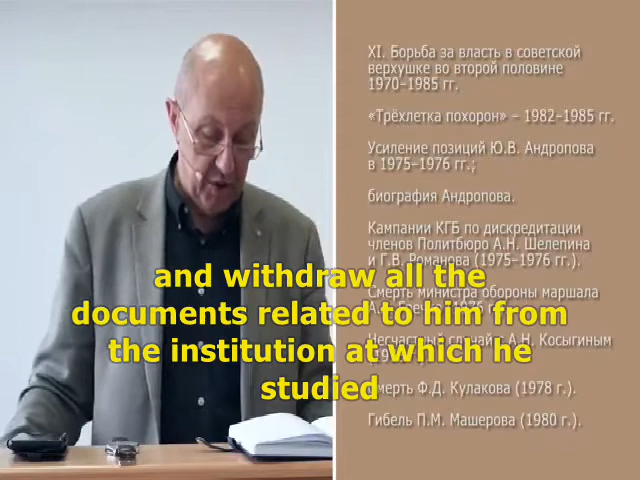 XI. Борьба за власть в советской
верхушке во второй половине
1970–1985 гг.
«Трёхлетка похорон» – 1982–1985 гг.
Усиление позиций Ю.В. Андропова
в 1975–1976 гг.;
биография Андропова.
Кампании КГБ по дискредитации
членов Политбюро А.Н. Шелепина
и Г.В. Романова (1975–1976 гг.).
Смерть министра обороны маршала
А.Н. Косыгиным
Смерть Ф.Д. Кулакова (1978 г.).
Гибель П.М. Машерова (1980 г.).
and withdraw all the
documents related to him from
the institution at which he
studied